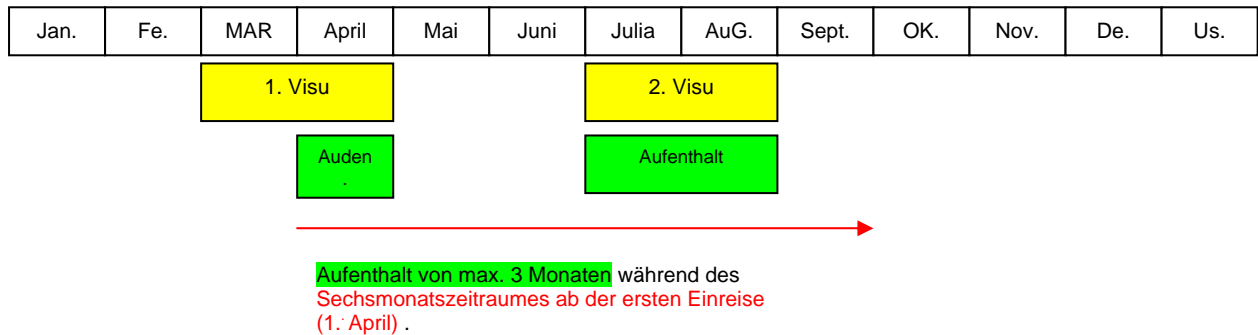 Jan. Fe. MAR April Mai Juni Julia AuG. Sept. OK. Nov. De. Us.
1. Visu 2. Visu
Auden Aufenthalt
.
Aufenthalt von max. 3 Monaten während des
Sechsmonatszeitraumes ab der ersten Einreise
(1. April) .